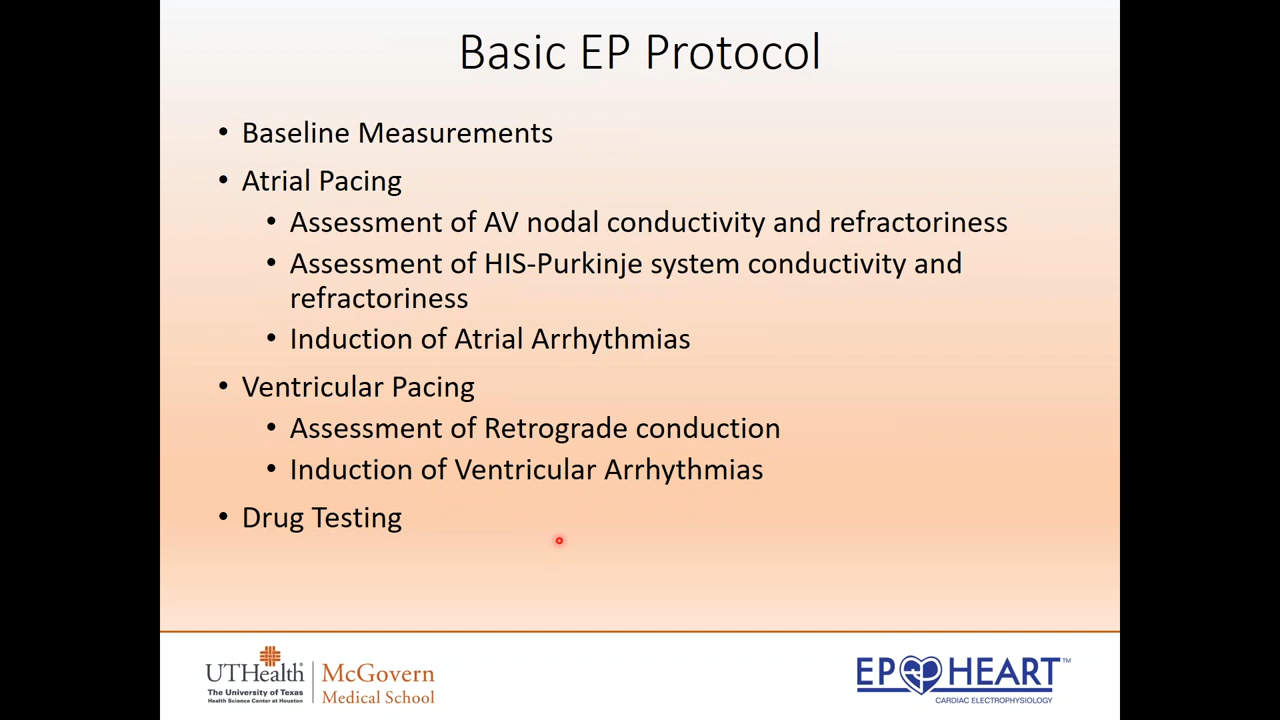 Basic EP Protocol
• Baseline Measurements
• Atrial Pacing
• Assessment of AV nodal conductivity and refractoriness
• Assessment of HIS-Purkinje system conductivity and
refractoriness
• Induction of Atrial Arrhythmias
• Ventricular Pacing
• Assessment of Retrograde conduction
• Induction of Ventricular Arrhythmias
• Drug Testing
UTHealth
The University of Texas
Health Science Center at Houston
McGovern
Medical School
EP HEART™
CARDIAC ELECTROPHYSIOLOGY